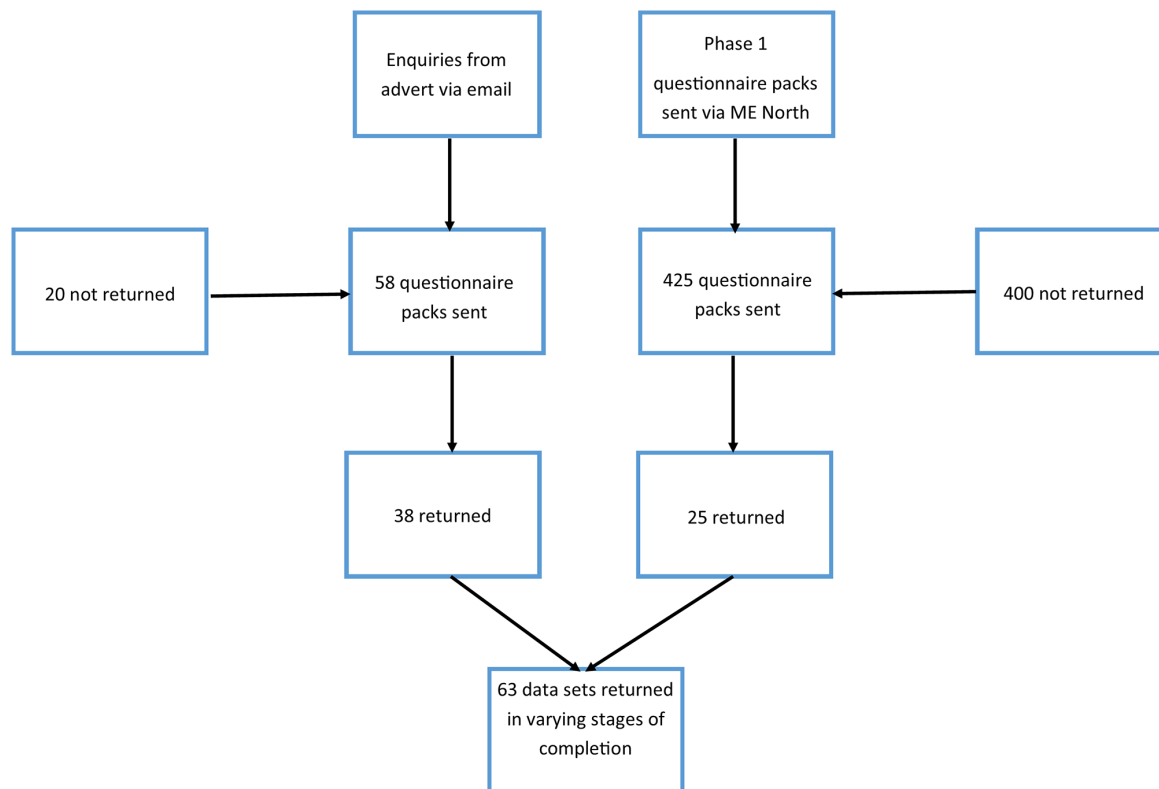 Enquiries from
advert via email
Phase 1
questionnaire packs
sent via ME North
20 not returned
58 questionnaire
packs sent
425 questionnaire
packs sent
400 not returned
38 returned
25 returned
63 data sets returned
in varying stages of
completion